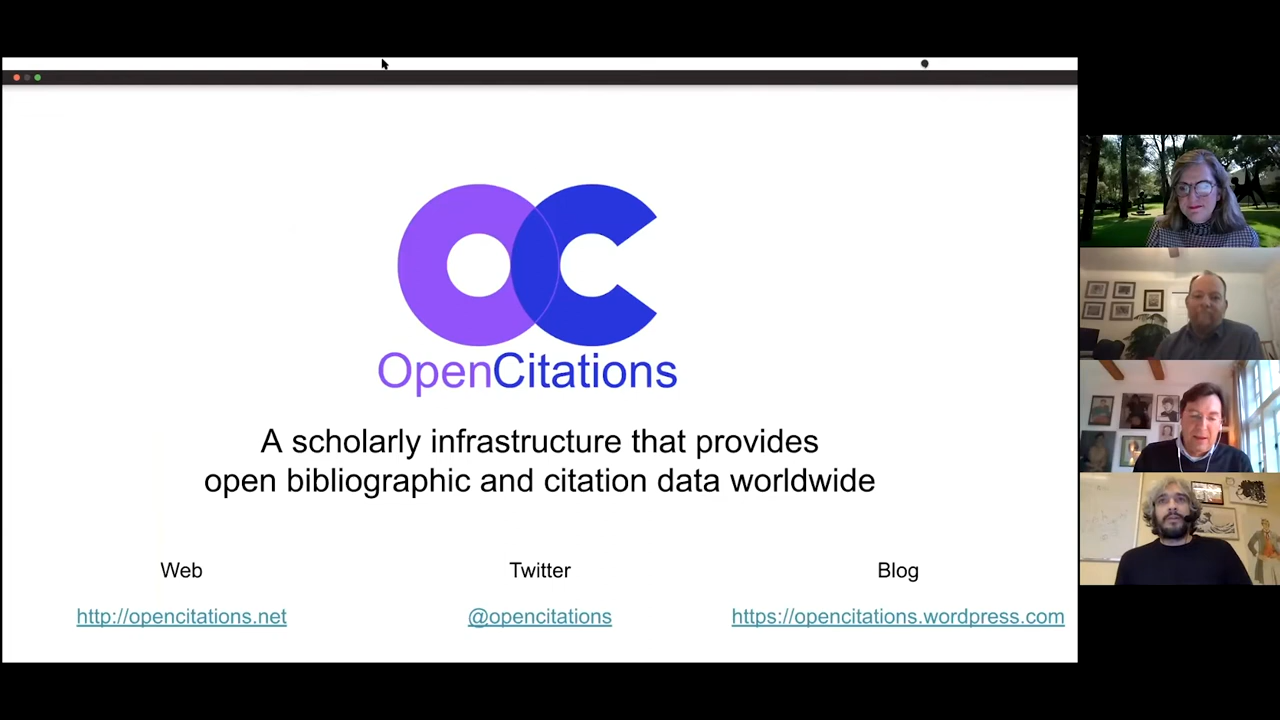 OpenCitations
A scholarly infrastructure that provides
open bibliographic and citation data worldwide
Web
Twitter
Blog
http://opencitations.net
@opencitations
https://opencitations.wordpress.com